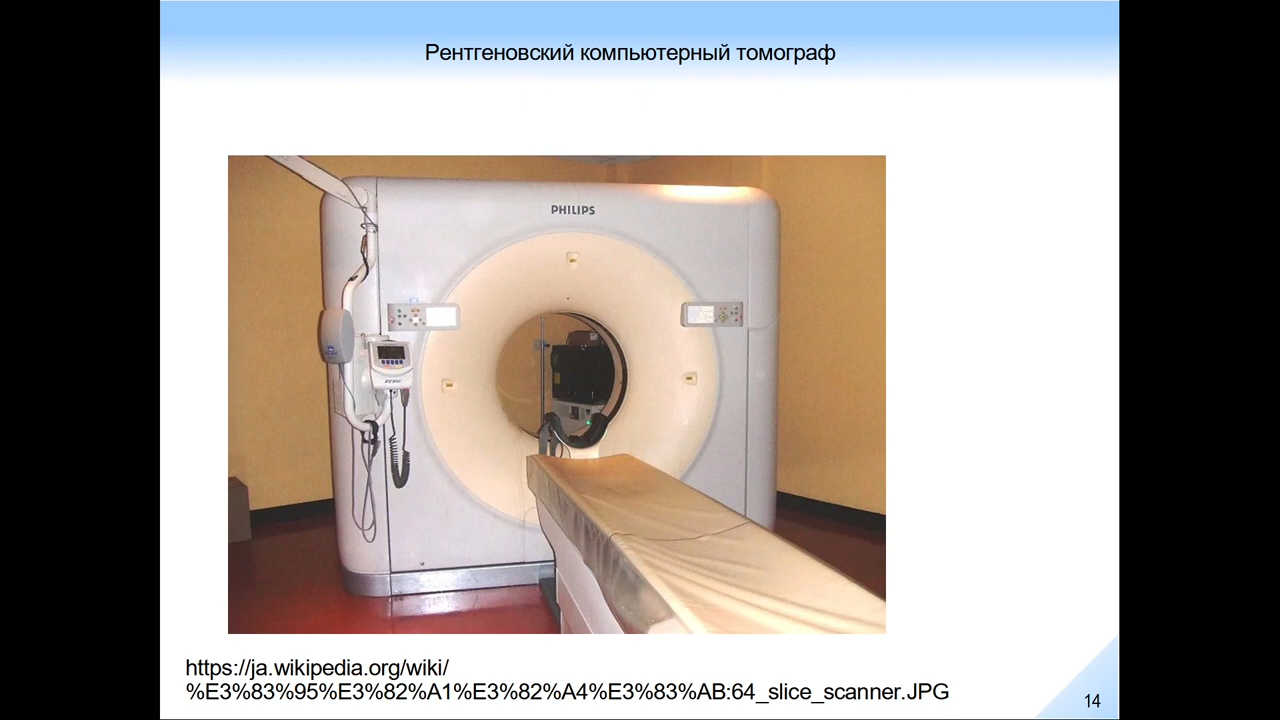 Рентгеновский компьютерный томограф
PHILIPS
https://ja.wikipedia.org/wiki/
%E3%83%95%E3%82%A1%E3%82%A4%E3%83%AB:64_slice_scanner.JPG
14